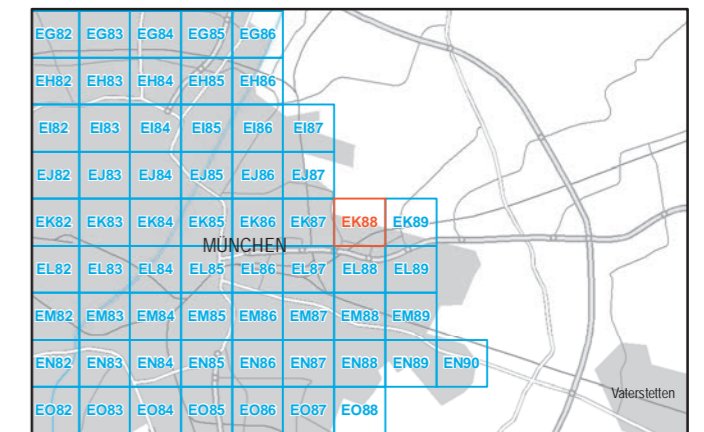 EG82 EG83 EG84 EG85 EG86
EH82 EH83 EH84 EH85 EH86
EI82 EI83 EI84 EI85 EI86 EI87
EJ82 EJ83 EJ84 EJ85 EJ86 EJ87
EK82 EK83 EK84 EK85 EK86 EK87 EK88 EK89
MÜNCHEN
EL82 EL83 EL84 EL85 EL86 EL87 EL88 EL89
EM82 EM83 EM84 EM85 EM86 EM87 EM88 EM89
EN82 EN83 EN84 EN85 EN86 EN87 EN88 EN89 EN90
Vaterstetten
EO82 EO83 EO84 EO85 EO86 EO87 EO88